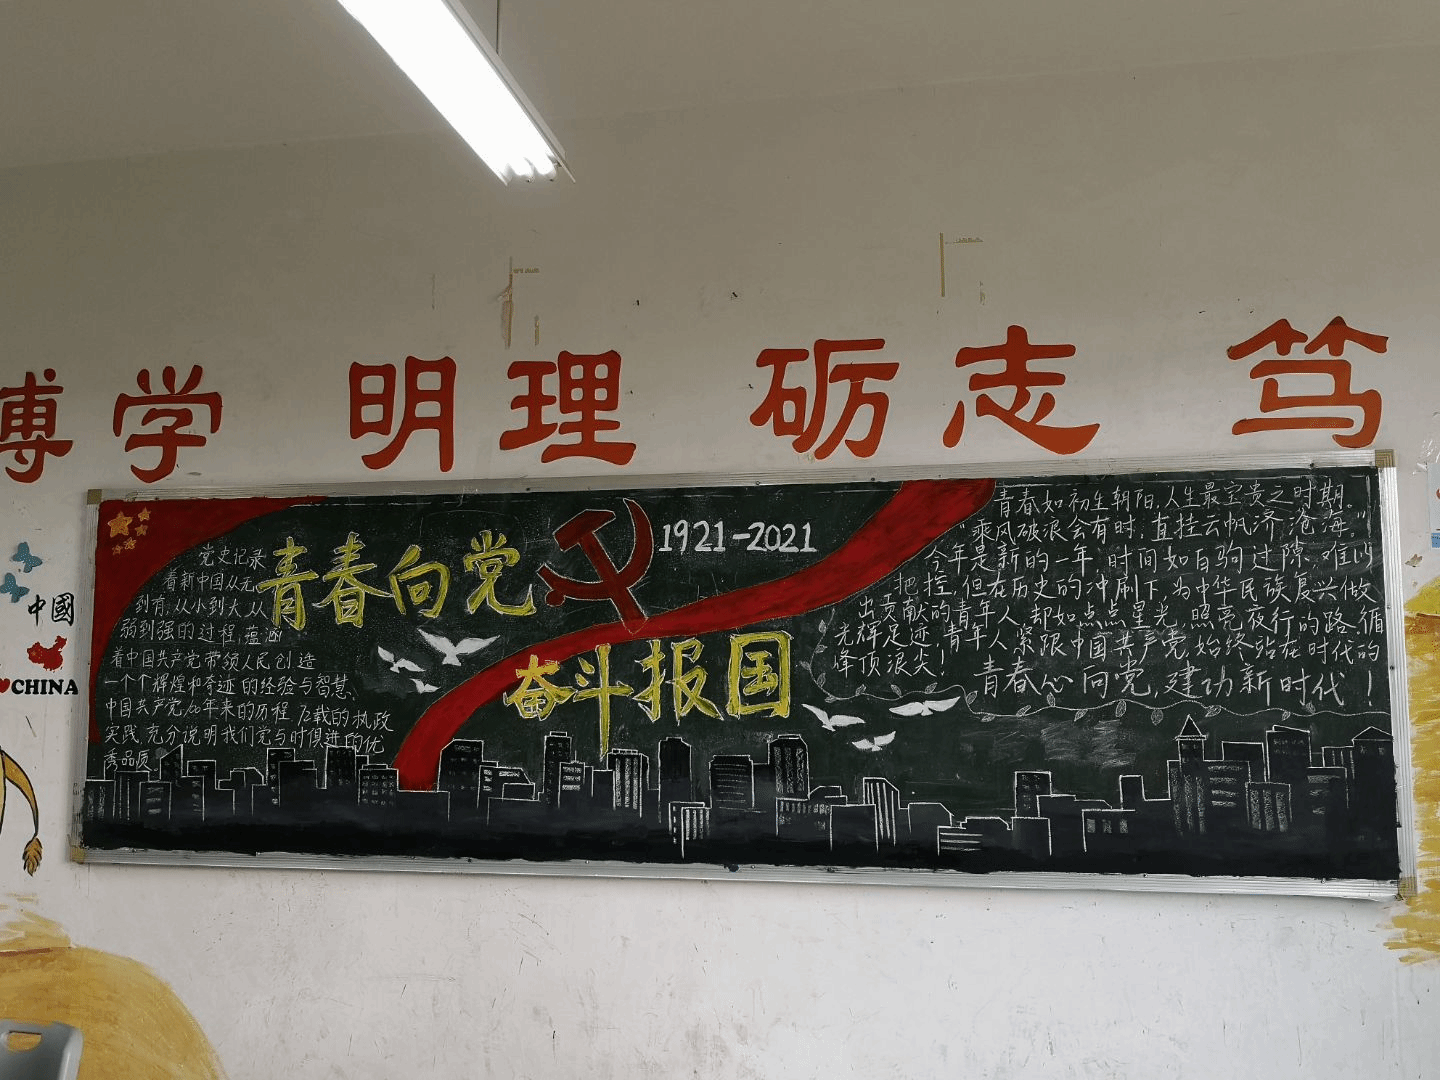 博学 明理 砺志 笃
青春向党
1921-2021
奋斗报国
党史记录
着新中国从无
到有,从小到大,从
弱到强的过程,蕴涵
着中国共产党带领人民创造
一个个辉煌和奇迹的经验与智慧、
中国共产党100年来的历程,72载的执政
实践,充分说明我们党与时俱进的优
秀品质
青春如初生朝阳,人生最宝贵之时期。
“乘风破浪会有时,直挂云帆济沧海。”
今年是新的一年,时间如白驹过隙,难以
把控,但在历史的冲刷下,为中华民族复兴做
出贡献的青年人,却如点点星光,照亮夜行的路,循
光辉足迹,青年人紧跟中国共产党,始终站在时代的
峰顶浪尖!
青春心向党,建功新时代!
中國
CHINA